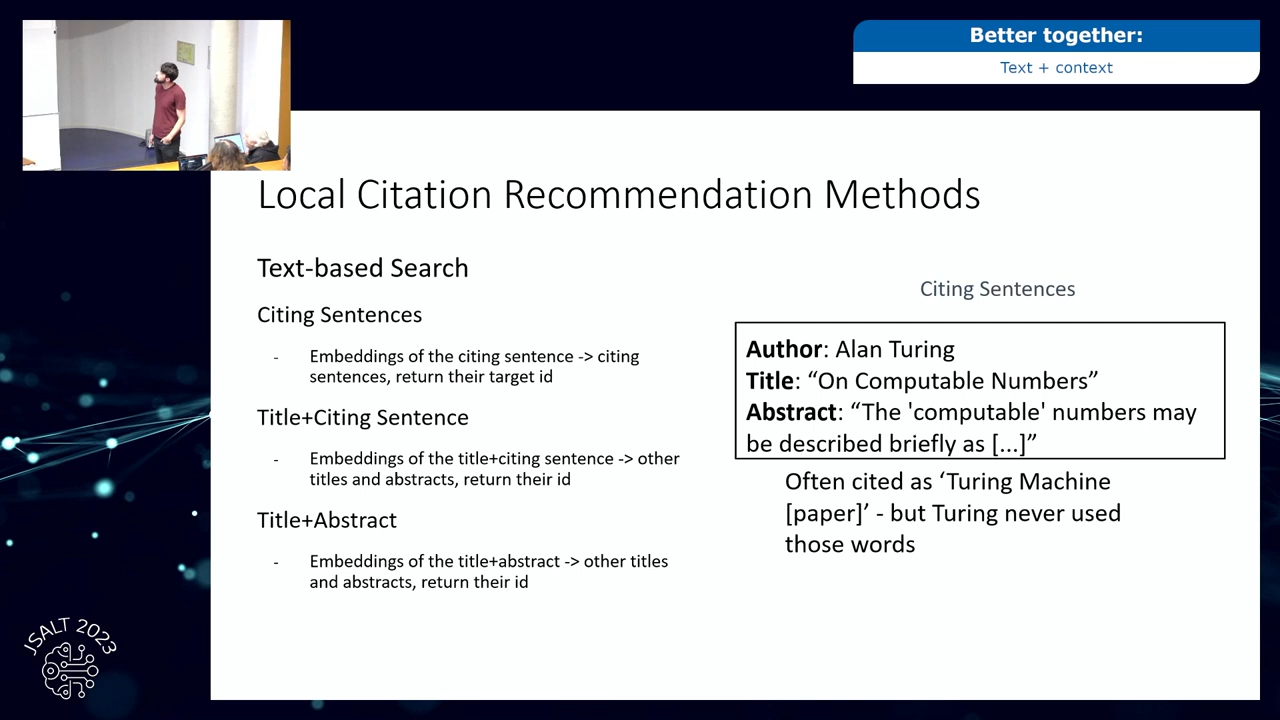 Better together:
Text + context
Local Citation Recommendation Methods
Text-based Search
Citing Sentences
- Embeddings of the citing sentence -> citing
sentences, return their target id
Title+Citing Sentence
- Embeddings of the title+citing sentence -> other
titles and abstracts, return their id
Title+Abstract
- Embeddings of the title+abstract -> other titles
and abstracts, return their id
Citing Sentences
Author: Alan Turing
Title: “On Computable Numbers”
Abstract: “The 'computable' numbers may
be described briefly as [...]”
Often cited as ‘Turing Machine
[paper]’ - but Turing never used
those words
JSALT 2023